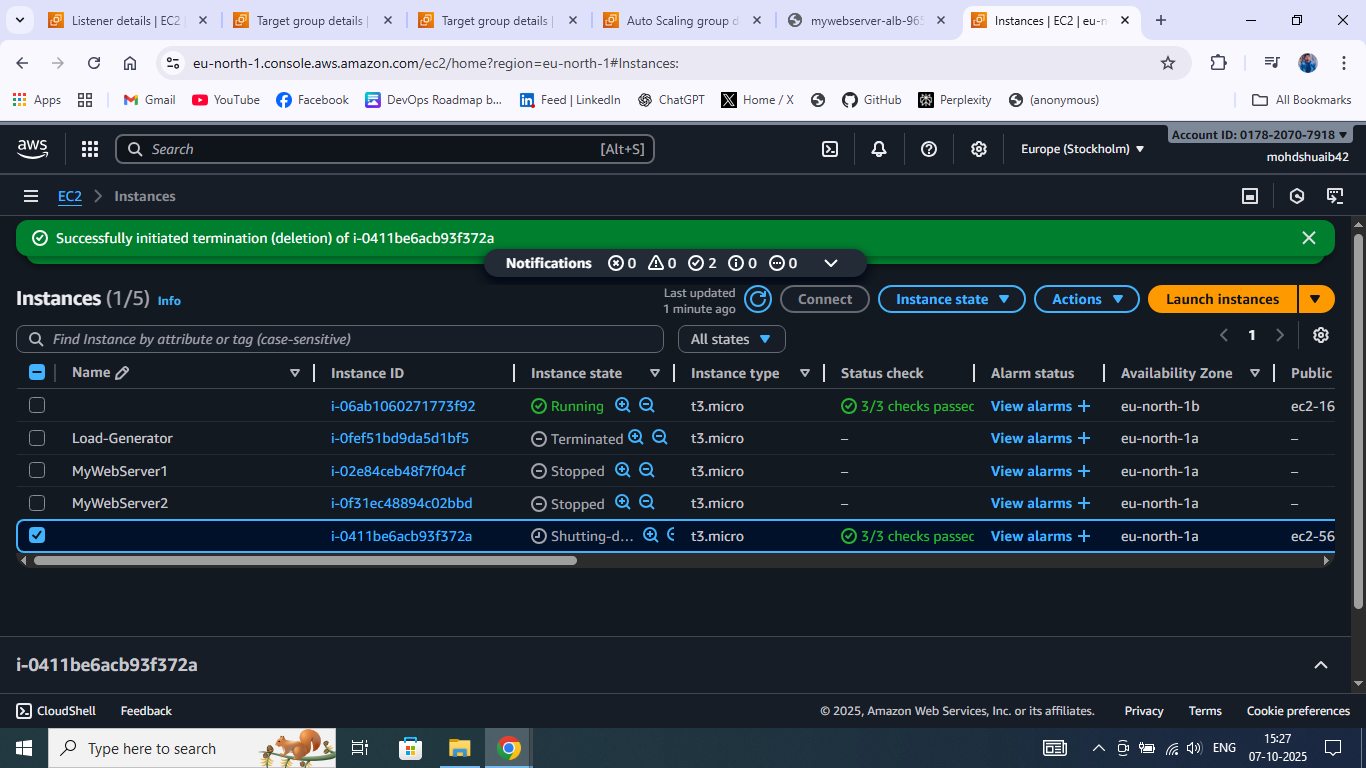 Listener details | EC2 |
Target group details |
Target group details |
Auto Scaling group d
mywebserver-alb-965
Instances | EC2 | eu-n
eu-north-1.console.aws.amazon.com/ec2/home?region=eu-north-1#Instances:
Apps
Gmail
YouTube
Facebook
DevOps Roadmap b...
Feed | LinkedIn
ChatGPT
Home / X
GitHub
Perplexity
(anonymous)
All Bookmarks
aws
Search
[Alt+S]
Europe (Stockholm)
Account ID: 0178-2070-7918
mohdshuaib42
EC2 > Instances
Successfully initiated termination (deletion) of i-0411be6acb93f372a
Notifications 0 0 2 0 0
Instances (1/5) Info
Last updated
1 minute ago
Connect
Instance state
Actions
Launch instances
Find Instance by attribute or tag (case-sensitive)
All states
1
Name Instance ID Instance state Instance type Status check Alarm status Availability Zone Public
i-06ab1060271773f92 Running t3.micro 3/3 checks passed View alarms + eu-north-1b ec2-16
Load-Generator i-0fef51bd9da5d1bf5 Terminated t3.micro – View alarms + eu-north-1a –
MyWebServer1 i-02e84ceb48f7f04cf Stopped t3.micro – View alarms + eu-north-1a –
MyWebServer2 i-0f31ec48894c02bbd Stopped t3.micro – View alarms + eu-north-1a –
i-0411be6acb93f372a Shutting-d... t3.micro 3/3 checks passed View alarms + eu-north-1a ec2-56
i-0411be6acb93f372a
CloudShell
Feedback
© 2025, Amazon Web Services, Inc. or its affiliates.
Privacy
Terms
Cookie preferences
Type here to search
ENG
15:27
07-10-2025